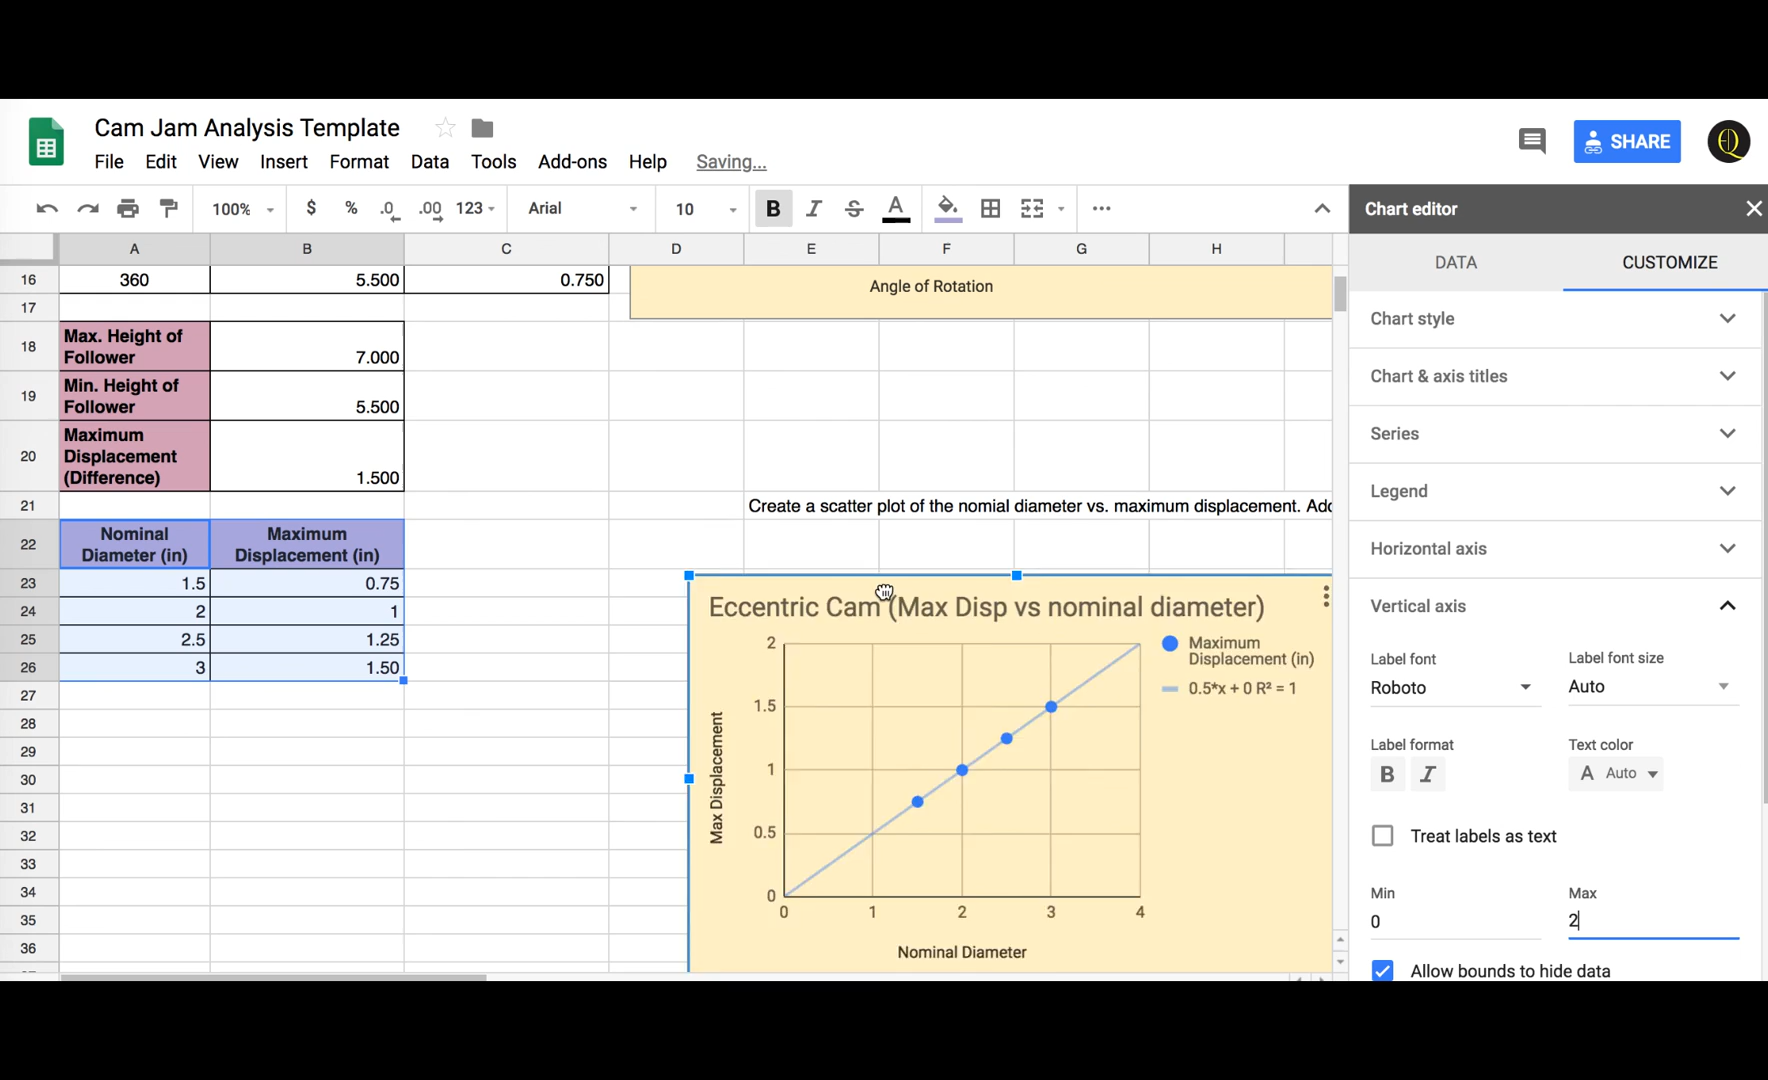 Cam Jam Analysis Template
File Edit View Insert Format Data Tools Add-ons Help Saving...
SHARE
100% $ % .0 .00 123 Arial 10 B I S A
Chart editor
DATA CUSTOMIZE
A B C D E F G H
16 360 5.500 0.750
Angle of Rotation
17
18 Max. Height of
Follower 7.000
19 Min. Height of
Follower 5.500
20 Maximum
Displacement
(Difference) 1.500
21 Create a scatter plot of the nomial diameter vs. maximum displacement. Add
22 Nominal
Diameter (in)
Maximum
Displacement (in)
23 1.5 0.75
24 2 1
25 2.5 1.25
26 3 1.50
27
28
29
30
31
32
33
34
35
36
Eccentric Cam (Max Disp vs nominal diameter)
Maximum
Displacement (in)
0.5*x + 0 R² = 1
Max Displacement
2
1.5
1
0.5
0
0 1 2 3 4
Nominal Diameter
Chart style
Chart & axis titles
Series
Legend
Horizontal axis
Vertical axis
Label font Label font size
Roboto Auto
Label format Text color
B I A Auto
Treat labels as text
Min Max
0 2
Allow bounds to hide data